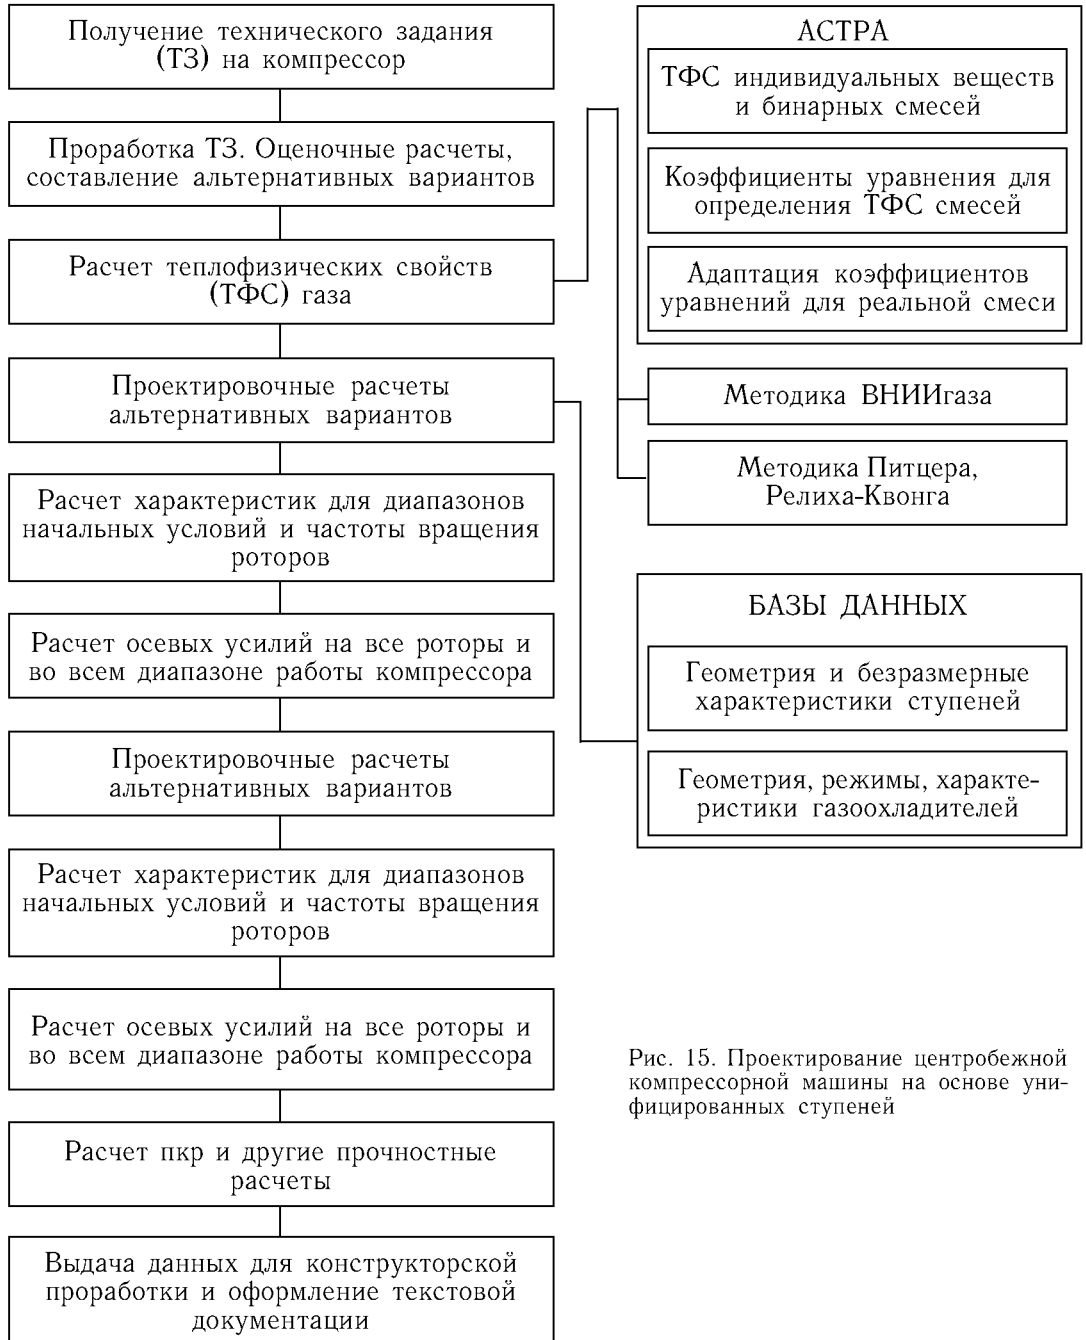 Получение технического задания
(ТЗ) на компрессор
Проработка ТЗ. Оценочные расчеты,
составление альтернативных вариантов
Расчет теплофизических свойств
(ТФС) газа
Проектировочные расчеты
альтернативных вариантов
Расчет характеристик для диапазонов
начальных условий и частоты вращения
роторов
Расчет осевых усилий на все роторы и
во всем диапазоне работы компрессора
Проектировочные расчеты
альтернативных вариантов
Расчет характеристик для диапазонов
начальных условий и частоты вращения
роторов
Расчет осевых усилий на все роторы и
во всем диапазоне работы компрессора
Расчет пкр и другие прочностные
расчеты
Выдача данных для конструкторской
проработки и оформление текстовой
документации
АСТРА
ТФС индивидуальных веществ
и бинарных смесей
Коэффициенты уравнения для
определения ТФС смесей
Адаптация коэффициентов
уравнений для реальной смеси
Методика ВНИИгаза
Методика Питцера,
Релиха-Квонга
БАЗЫ ДАННЫХ
Геометрия и безразмерные
характеристики ступеней
Геометрия, режимы, характе-
ристики газоохладителей
Рис. 15. Проектирование центробежной
компрессорной машины на основе уни-
фицированных ступеней